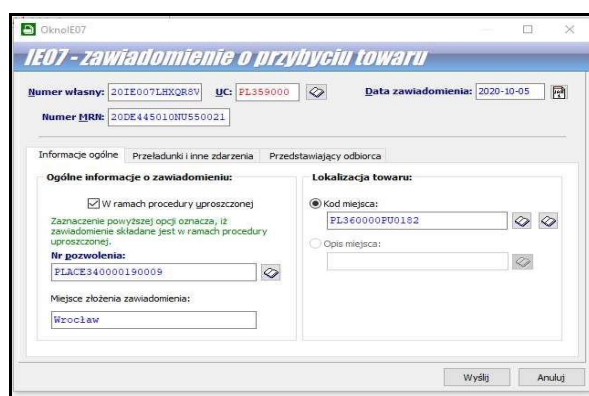 OknoIE07
IE07 - zawiadomienie o przybyciu towaru
Numer własny: 20IE007LHXQR8V UC: PL359000 Data zawiadomienia: 2020-10-05
Numer MRN: 20DE445010NU550021
Informacje ogólne Przeładunki i inne zdarzenia Przedstawiający odbiorca
Ogólne informacje o zawiadomieniu:
W ramach procedury uproszczonej
Zaznaczenie powyższej opcji oznacza, iż
zawiadomienie składane jest w ramach procedury
uproszczonej.
Nr pozwolenia:
PLACE340000190009
Miejsce złożenia zawiadomienia:
Wrocław
Lokalizacja towaru:
Kod miejsca:
PL360000PU0182
Opis miejsca:
Wyślij Anuluj